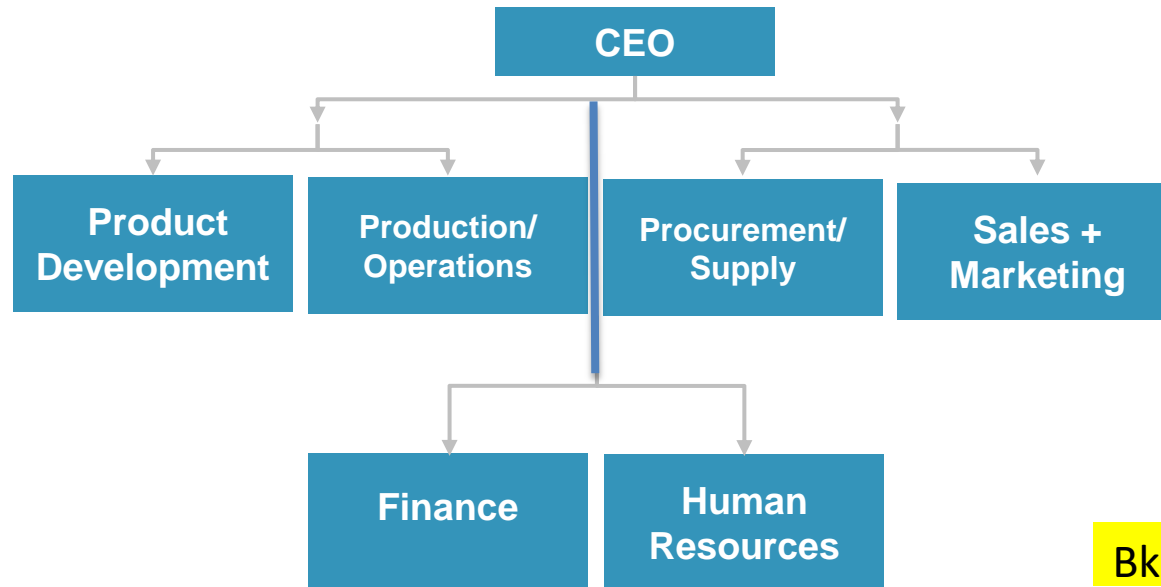 CEO
Product
Development
Production/
Operations
Procurement/
Supply
Sales +
Marketing
Finance
Human
Resources
Bk